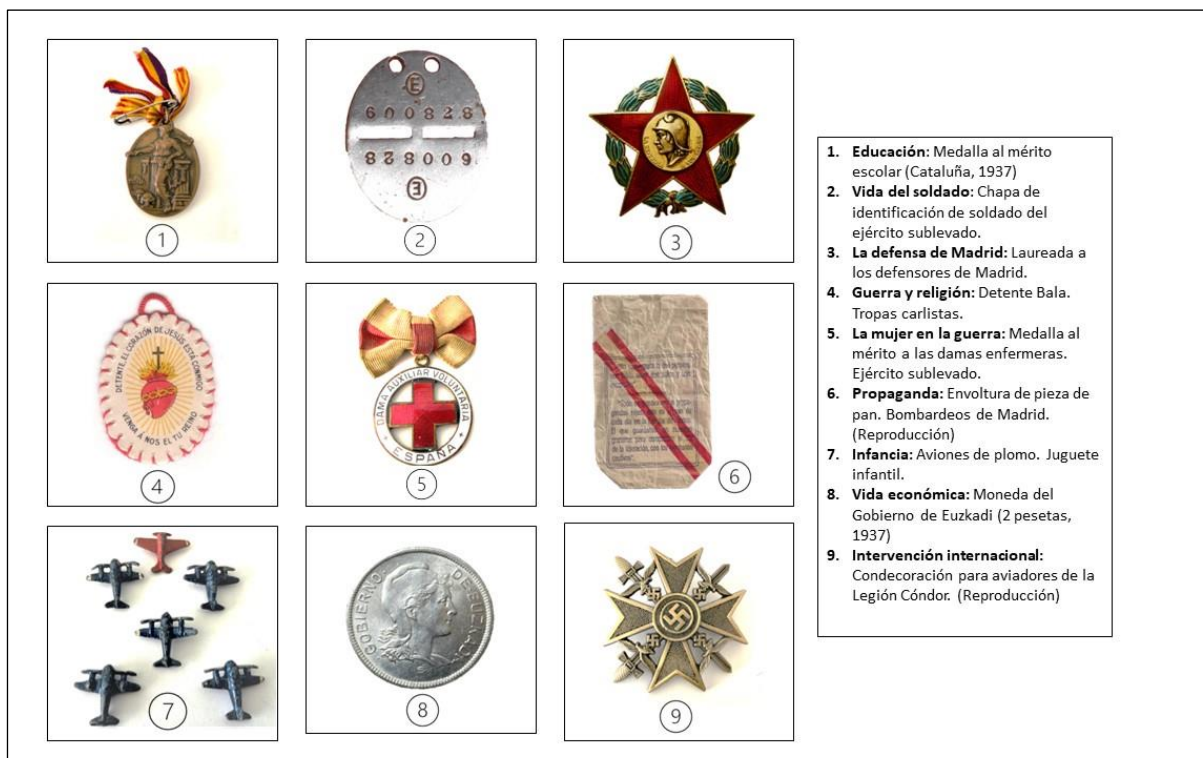 1
E
600828
600828
E
2
3
DETENTE EL CORAZÓN DE JESÚS ESTÁ CONMIGO
VENGA A NOS EL TU REINO
4
DAMA AUXILIAR VOLUNTARIA
ESPAÑA
5
6
7
GOBIERNO DE EUZKADI
8
9
1. Educación: Medalla al mérito
escolar (Cataluña, 1937)
2. Vida del soldado: Chapa de
identificación de soldado del
ejército sublevado.
3. La defensa de Madrid: Laureada a
los defensores de Madrid.
4. Guerra y religión: Detente Bala.
Tropas carlistas.
5. La mujer en la guerra: Medalla al
mérito a las damas enfermeras.
Ejército sublevado.
6. Propaganda: Envoltura de pieza de
pan. Bombardeos de Madrid.
(Reproducción)
7. Infancia: Aviones de plomo. Juguete
infantil.
8. Vida económica: Moneda del
Gobierno de Euzkadi (2 pesetas,
1937)
9. Intervención internacional:
Condecoración para aviadores de la
Legión Cóndor. (Reproducción)